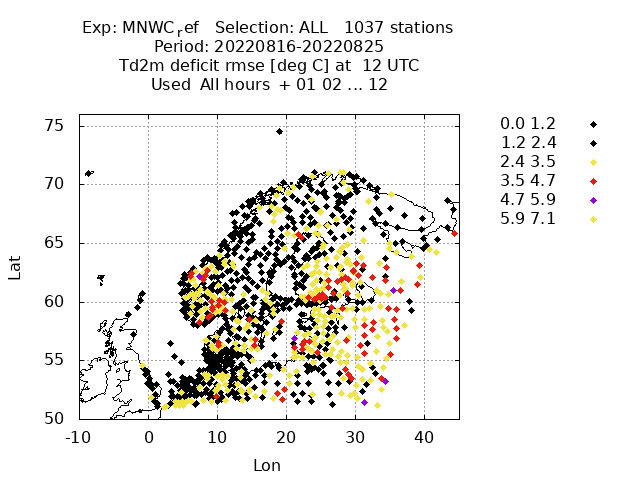 Exp: MNWC_ref   Selection: ALL   1037 stations
Period: 20220816-20220825
Td2m deficit rmse [deg C] at  12 UTC
Used  All hours  + 01 02 ... 12
0.0 1.2
1.2 2.4
2.4 3.5
3.5 4.7
4.7 5.9
5.9 7.1
75
70
65
60
55
50
Lat
-10 0 10 20 30 40
Lon